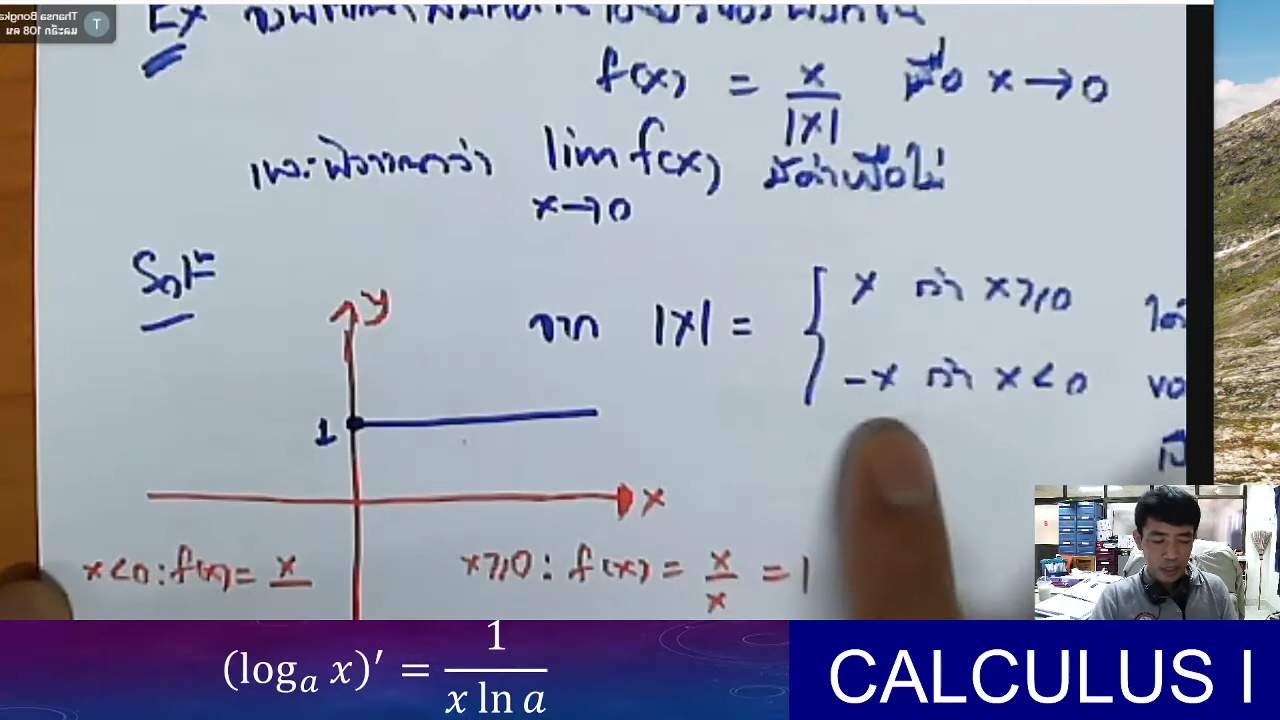 Ex
f(x) = x/|x| เมื่อ x→0
และพิจารณาว่า lim f(x) มีค่าหรือไม่
x→0
Soln
y
จาก |x| = { x ถ้า x≥0
-x ถ้า x<0
1
x
x<0: f(x) = x
x≥0: f(x) = x/x = 1
(logₐ x)′ = 1/(x ln a)
CALCULUS I